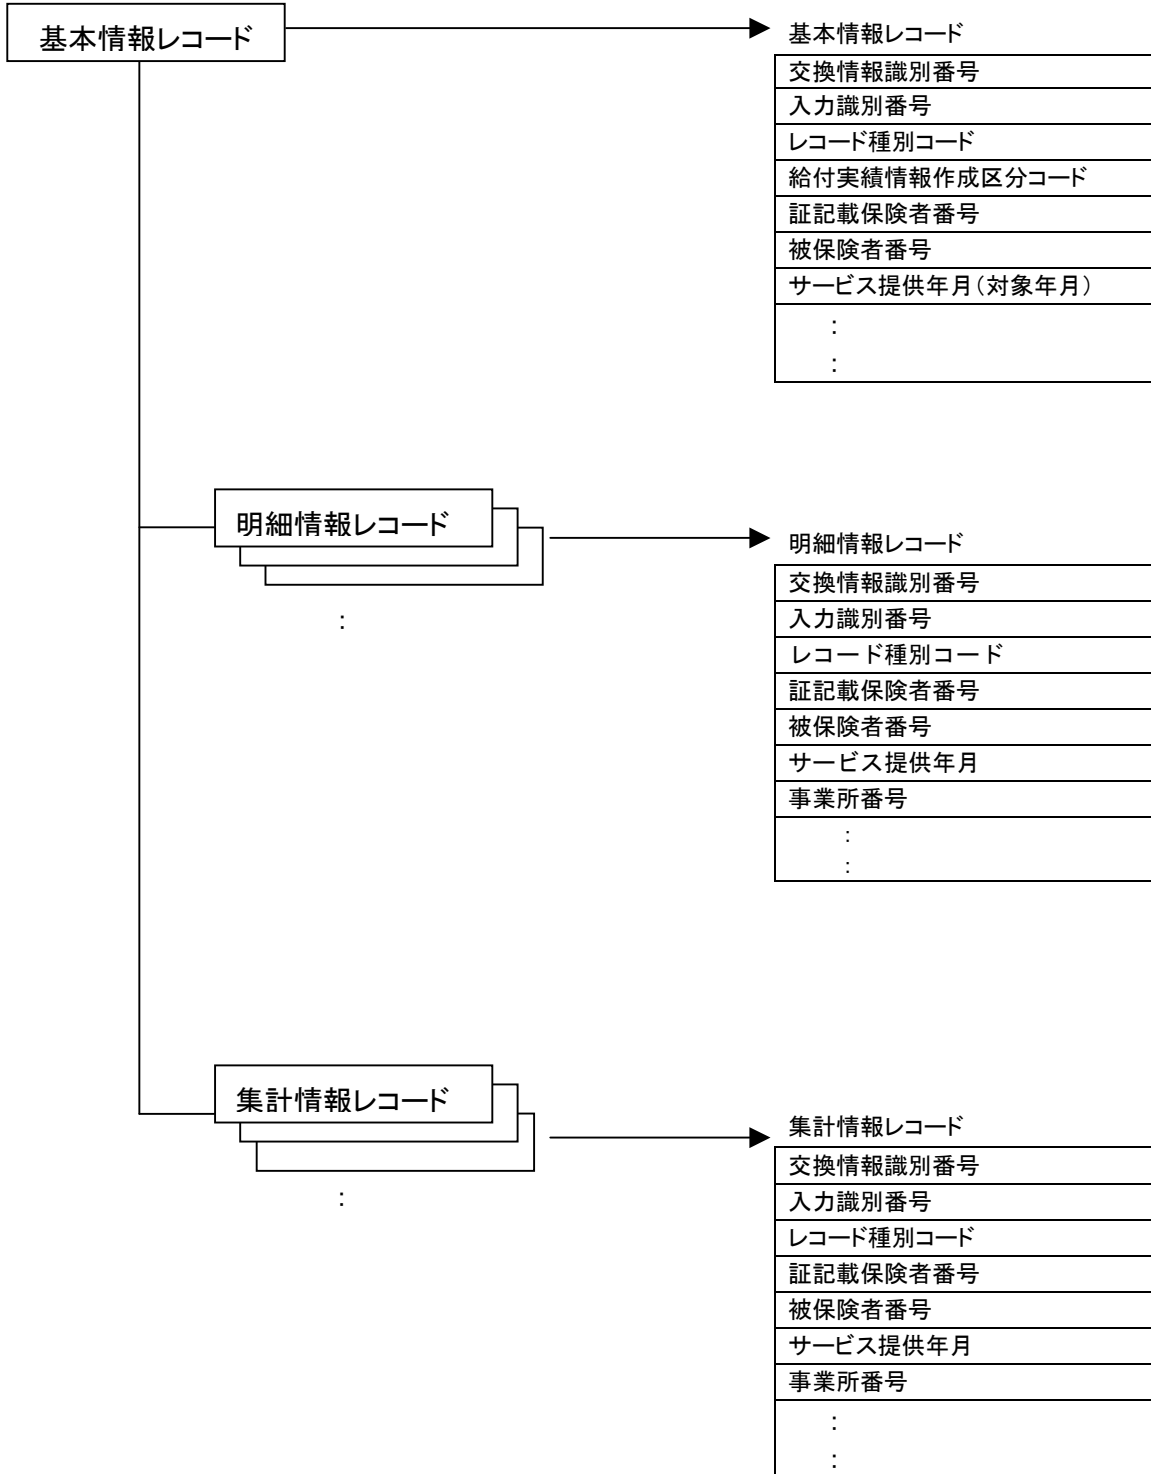 基本情報レコード
基本情報レコード
交換情報識別番号
入力識別番号
レコード種別コード
給付実績情報作成区分コード
証記載保険者番号
被保険者番号
サービス提供年月(対象年月)
:
:
明細情報レコード
:
明細情報レコード
交換情報識別番号
入力識別番号
レコード種別コード
証記載保険者番号
被保険者番号
サービス提供年月
事業所番号
:
:
集計情報レコード
:
集計情報レコード
交換情報識別番号
入力識別番号
レコード種別コード
証記載保険者番号
被保険者番号
サービス提供年月
事業所番号
:
: